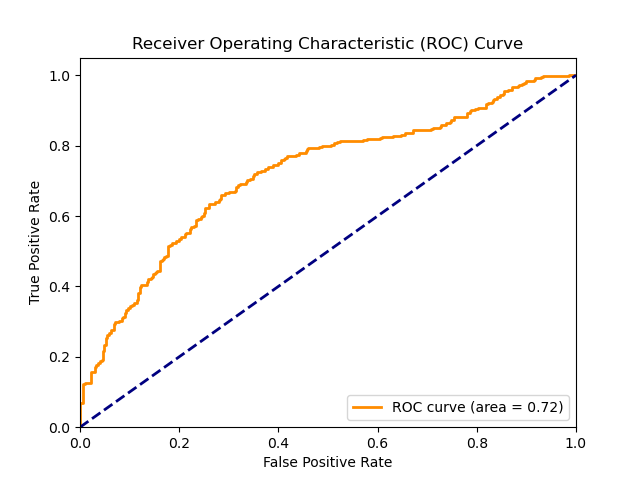 Receiver Operating Characteristic (ROC) Curve
1.0
0.8
0.6
0.4
0.2
0.0
True Positive Rate
ROC curve (area = 0.72)
0.0 0.2 0.4 0.6 0.8 1.0
False Positive Rate